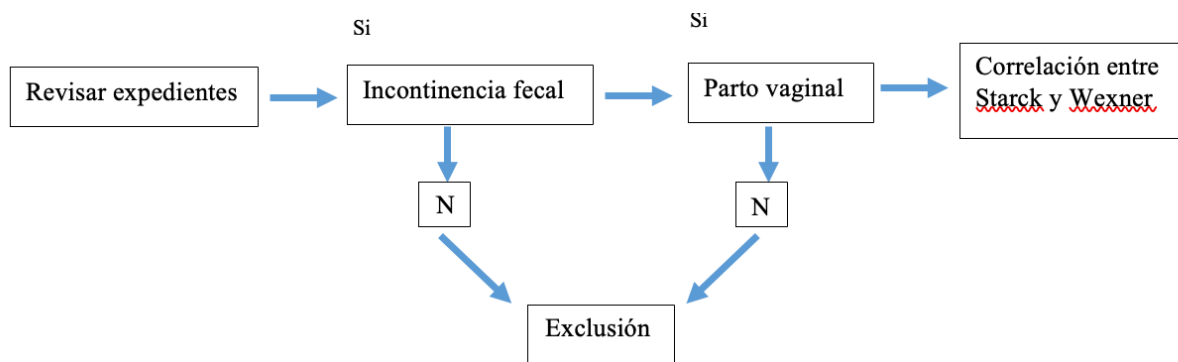 Si
Si
Revisar expedientes
Incontinencia fecal
Parto vaginal
Correlación entre
Starck y Wexner
N
N
Exclusión